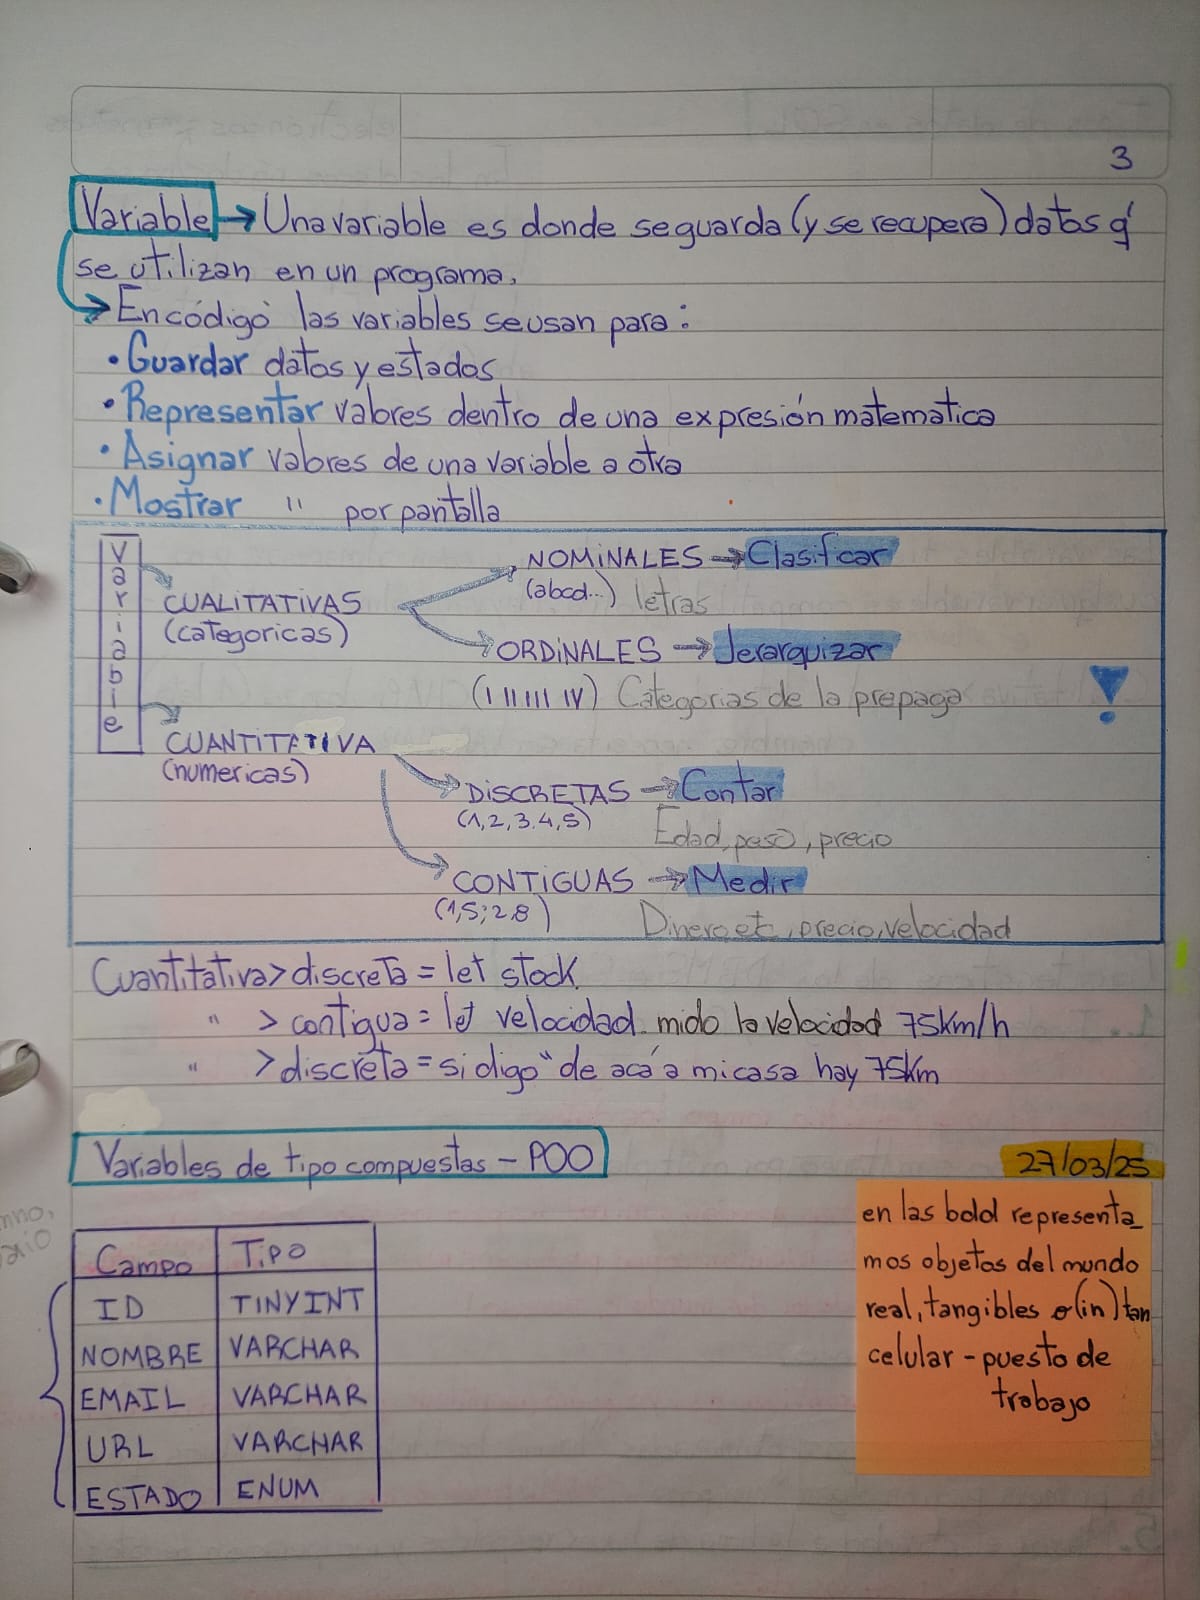 3
Variable → Una variable es donde se guarda (y se recupera) datos q'
se utilizan en un programa.
→ En código las variables se usan para:
• Guardar datos y estados
• Representar valores dentro de una expresión matematica
• Asignar valores de una variable a otra
• Mostrar " por pantalla
Variable
NOMINALES → Clasificar
(abcd...) letras
CUALITATIVAS
(categoricas)
ORDINALES → Jerarquizar
(I II III IV) Categorias de la prepaga
!
CUANTITATIVA
(numericas)
DISCRETAS → Contar
(1,2,3,4,5)
Edad, peso, precio
CONTIGUAS → Medir
(1,5; 2,8)
Dinero etc, precio, velocidad
Cuantitativa > discreta = let stock
" > contigua = let velocidad. mido la velocidad 75km/h
" > discreta = si digo "de acá a mi casa hay 75Km
Variables de tipo compuestas - POO
27/03/25
en las bdd representa_
mos objetos del mundo
real, tangibles o (in) tan
celular - puesto de
trabajo
Campo Tipo
ID TINYINT
NOMBRE VARCHAR
EMAIL VARCHAR
URL VARCHAR
ESTADO ENUM